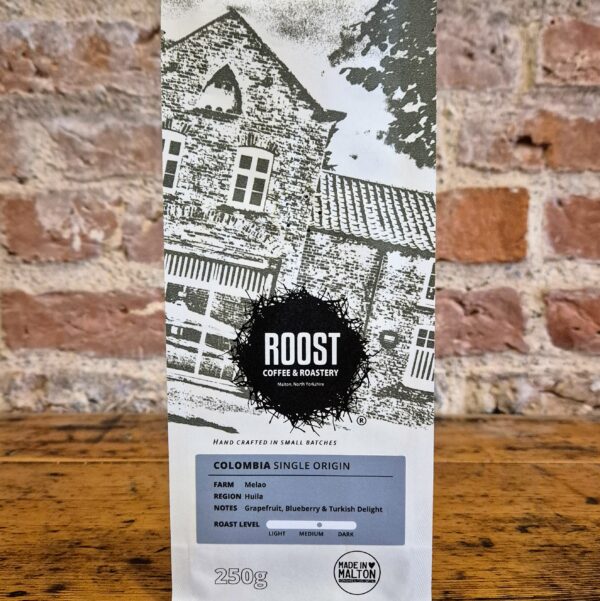 ROOST
COFFEE & ROASTERY
Malton, North Yorkshire
®
HAND CRAFTED IN SMALL BATCHES
COLOMBIA SINGLE ORIGIN
FARM Melao
REGION Huila
NOTES Grapefruit, Blueberry & Turkish Delight
ROAST LEVEL
LIGHT MEDIUM DARK
250g
MADE IN
MALTON